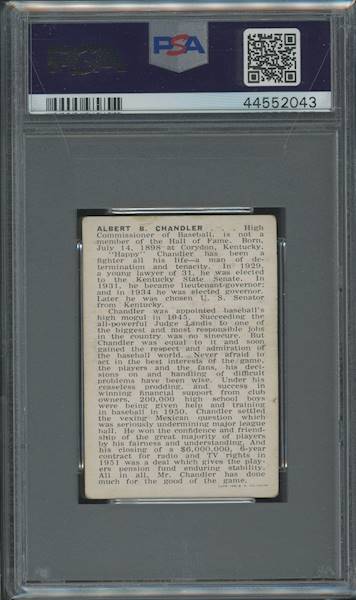 PSA
44552043
ALBERT B. CHANDLER . . . . High
Commissioner of Baseball, is not a
member of the Hall of Fame. Born,
July 14, 1898 at Corydon, Kentucky.
"Happy" Chandler has been a
fighter all his life—a man of de-
termination and tenacity. In 1929,
a young lawyer of 31, he was elected
to the Kentucky State Senate. In
1931, he became lieutenant-governor;
and in 1934 he was elected governor.
Later he was chosen U. S. Senator
from Kentucky.
Chandler was appointed baseball's
high mogul in 1945. Succeeding the
all-powerful Judge Landis to one of
the biggest and most responsible jobs
in the country was no sinecure. But
Chandler was equal to it and soon
gained the respect and admiration of
the baseball world. Never afraid to
act in the best interests of the game,
the players and the fans, his deci-
sions on and handling of difficult
problems have been wise. Under his
ceaseless prodding, and success in
winning financial support from club
owners, 200,000 high school boys
were being given help and training
in baseball in 1950. Chandler settled
the vexing Mexican question which
was seriously undermining major league
ball. He won the confidence and friend-
ship of the great majority of players
by his fairness and understanding. And
his closing of a $6,000,000, 6-year
contract for radio and TV rights in
1951 was a deal which gives the play-
ers pension fund enduring stability.
All in all, Mr. Chandler has done
much for the good of the game.